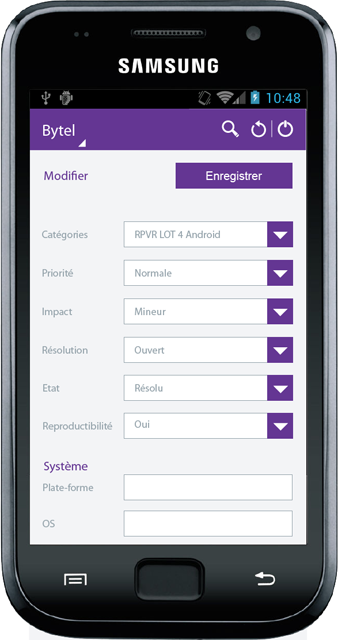 SAMSUNG
10:48
Bytel
Modifier Enregistrer
Catégories RPVR LOT 4 Android
Priorité Normale
Impact Mineur
Résolution Ouvert
Etat Résolu
Reproductibilité Oui
Système
Plate-forme
OS